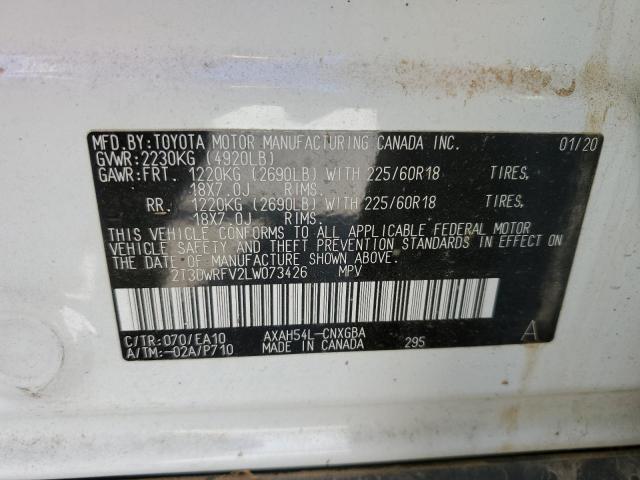 MFD.BY:TOYOTA MOTOR MANUFACTURING CANADA INC. 01/20
GVWR:2230KG (4920LB)
GAWR:FRT. 1220KG (2690LB) WITH 225/60R18 TIRES,
18X7.0J RIMS.
RR. 1220KG (2690LB) WITH 225/60R18 TIRES,
18X7.0J RIMS.
THIS VEHICLE CONFORMS TO ALL APPLICABLE FEDERAL MOTOR
VEHICLE SAFETY AND THEFT PREVENTION STANDARDS IN EFFECT ON
THE DATE OF MANUFACTURE SHOWN ABOVE.
2T3DWRFV2LW073426 MPV
C/TR:070/EA10 AXAH54L-CNXGBA A
A/TM:-02A/P710 MADE IN CANADA 295